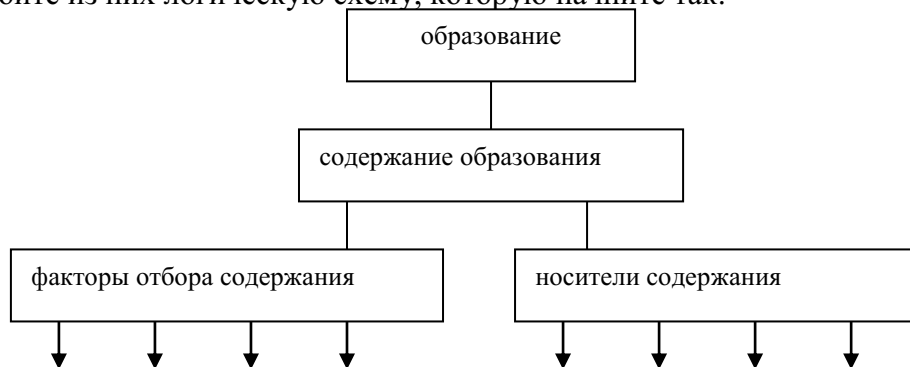 из них логическую схему, которую начните так:
образование
содержание образования
факторы отбора содержания
носители содержания